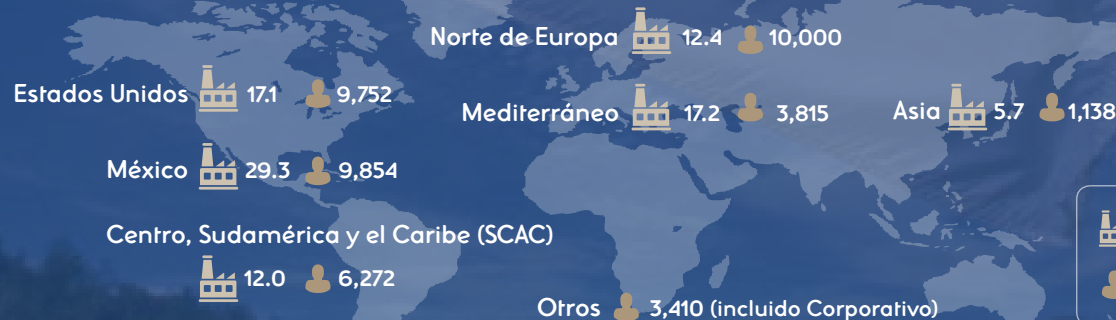 Norte de Europa 12.4 10,000
Estados Unidos 17.1 9,752
Mediterráneo 17.2 3,815
Asia 5.7 1,138
México 29.3 9,854
Centro, Sudamérica y el Caribe (SCAC)
12.0 6,272
Otros 3,410 (incluido Corporativo)